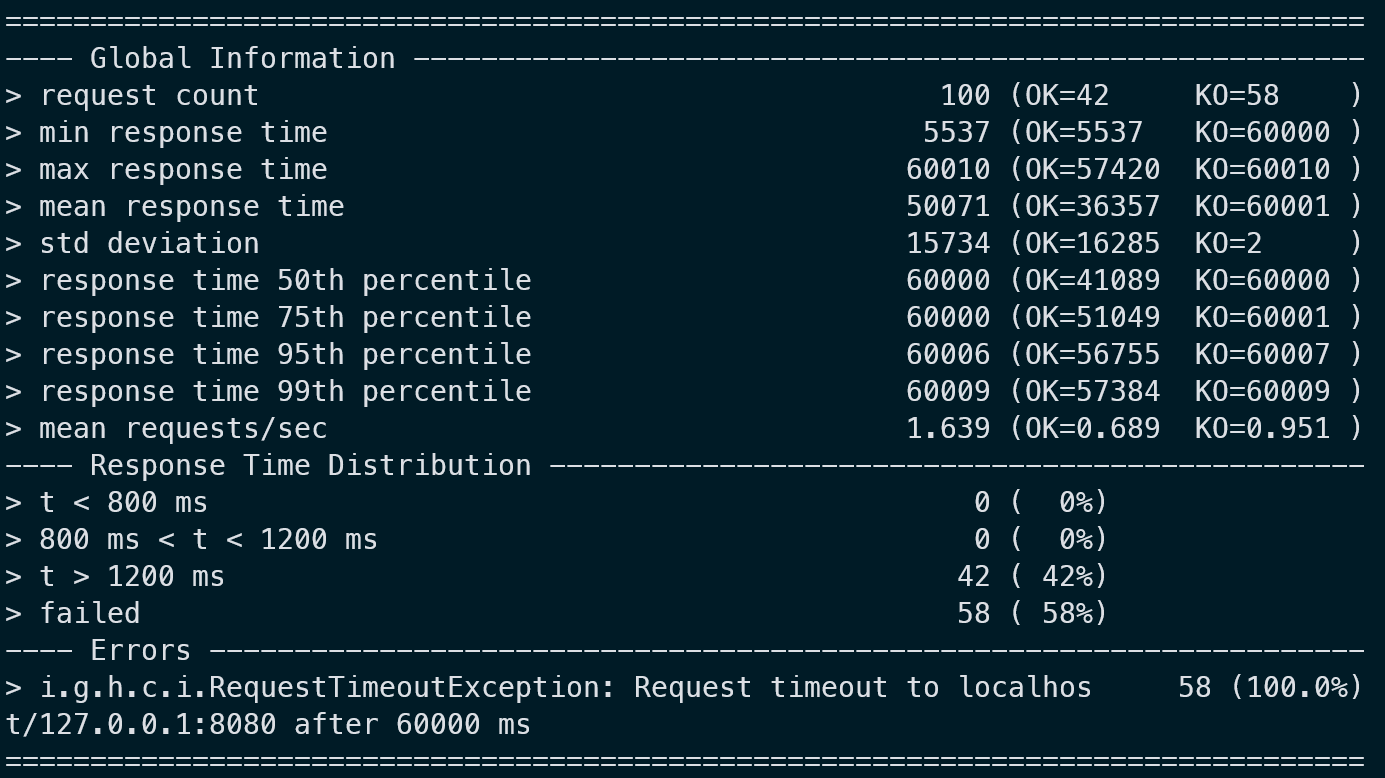 ================================================================================
---- Global Information --------------------------------------------------------
> request count                                        100 (OK=42     KO=58    )
> min response time                                   5537 (OK=5537   KO=60000 )
> max response time                                  60010 (OK=57420  KO=60010 )
> mean response time                                 50071 (OK=36357  KO=60001 )
> std deviation                                      15734 (OK=16285  KO=2     )
> response time 50th percentile                      60000 (OK=41089  KO=60000 )
> response time 75th percentile                      60000 (OK=51049  KO=60001 )
> response time 95th percentile                      60006 (OK=56755  KO=60007 )
> response time 99th percentile                      60009 (OK=57384  KO=60009 )
> mean requests/sec                                  1.639 (OK=0.689  KO=0.951 )
---- Response Time Distribution ------------------------------------------------
> t < 800 ms                                             0 (  0%)
> 800 ms < t < 1200 ms                                   0 (  0%)
> t > 1200 ms                                           42 ( 42%)
> failed                                                58 ( 58%)
---- Errors --------------------------------------------------------------------
> i.g.h.c.i.RequestTimeoutException: Request timeout to localhos     58 (100.0%)
t/127.0.0.1:8080 after 60000 ms
================================================================================